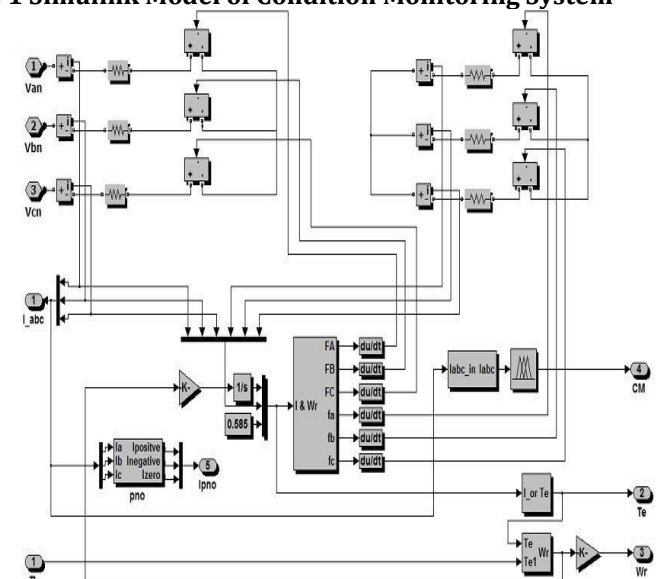 1 Simulink Model of Condition Monitoring System
1
Van
2
Vbn
3
Vcn
1
I_abc
FA
FB
FC
fa
fb
fc
I & Wr
du/dt
du/dt
du/dt
du/dt
du/dt
du/dt
K-
1/s
0.585
Iabc_in Iabc
4
CM
Ia
Ib
Ic
Ipositve
Inegative
Izero
pno
5
Ipno
I_or Te
2
Te
Te
Te1
Wr
-K-
3
Wr
1